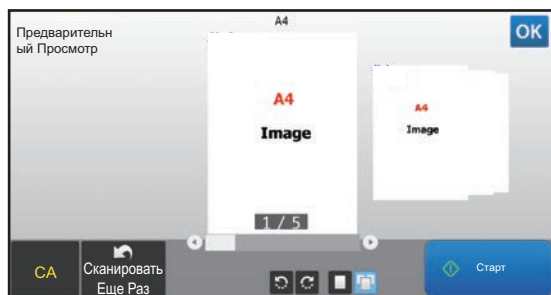 Предварительн
ый Просмотр
A4
OK
A4
Image
A4
Image
1 / 5
CA
Сканировать
Еще Раз
Старт